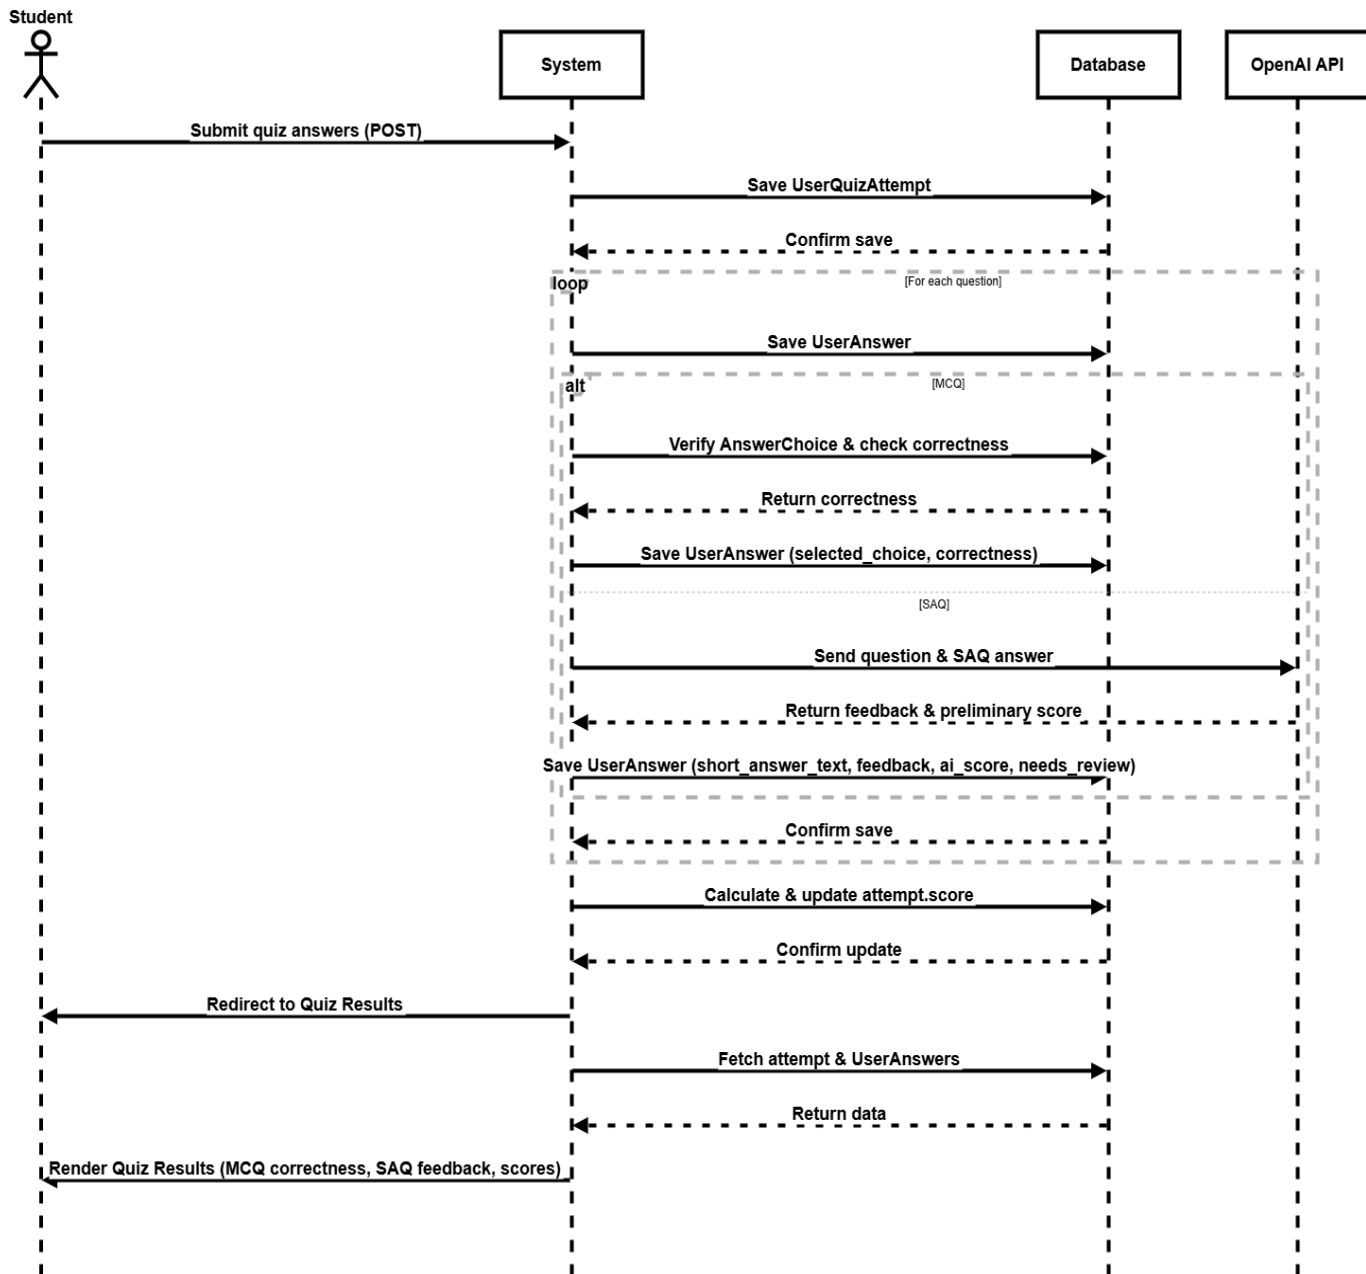 Student
System
Database
OpenAI API
Submit quiz answers (POST)
Save UserQuizAttempt
Confirm save
loop
[For each question]
Save UserAnswer
alt
[MCQ]
Verify AnswerChoice & check correctness
Return correctness
Save UserAnswer (selected_choice, correctness)
[SAQ]
Send question & SAQ answer
Return feedback & preliminary score
Save UserAnswer (short_answer_text, feedback, ai_score, needs_review)
Confirm save
Calculate & update attempt.score
Confirm update
Redirect to Quiz Results
Fetch attempt & UserAnswers
Return data
Render Quiz Results (MCQ correctness, SAQ feedback, scores)